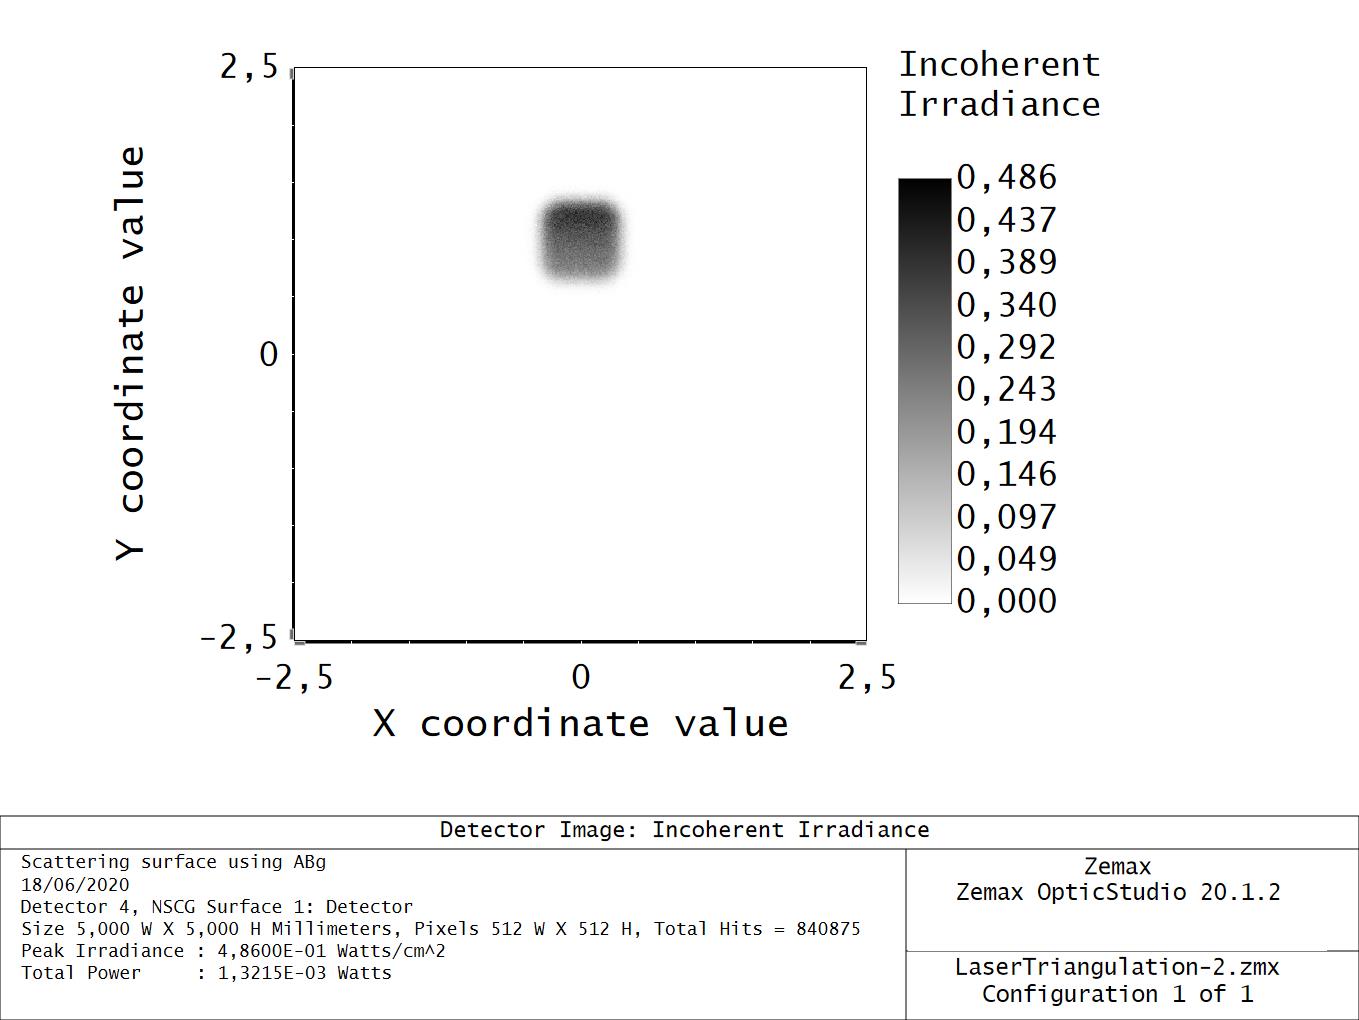 2,5
0
-2,5
Y coordinate value
-2,5 0 2,5
X coordinate value
Incoherent
Irradiance
0,486
0,437
0,389
0,340
0,292
0,243
0,194
0,146
0,097
0,049
0,000
Detector Image: Incoherent Irradiance
Scattering surface using ABg
18/06/2020
Detector 4, NSCG Surface 1: Detector
Size 5,000 W X 5,000 H Millimeters, Pixels 512 W X 512 H, Total Hits = 840875
Peak Irradiance : 4,8600E-01 Watts/cm^2
Total Power : 1,3215E-03 Watts
Zemax
Zemax OpticStudio 20.1.2
LaserTriangulation-2.zmx
Configuration 1 of 1